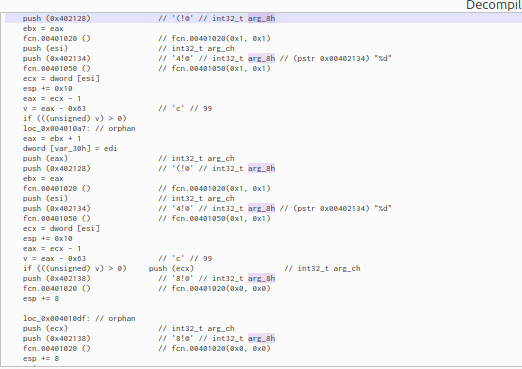 Decompil
push (0x402128) // '(!@' // int32_t arg_8h
ebx = eax
fcn.00401020 () // fcn.00401020(0x1, 0x1)
push (esi) // int32_t arg_ch
push (0x402134) // '4!@' // int32_t arg_8h // (pstr 0x00402134) "%d"
fcn.00401050 () // fcn.00401050(0x1, 0x1)
ecx = dword [esi]
esp += 0x10
eax = ecx - 1
v = eax - 0x63 // 'c' // 99
if (((unsigned) v) > 0)
loc_0x004010a7: // orphan
eax = ebx + 1
dword [var_30h] = edi
push (eax) // int32_t arg_ch
push (0x402128) // '(!@' // int32_t arg_8h
ebx = eax
fcn.00401020 () // fcn.00401020(0x1, 0x1)
push (esi) // int32_t arg_ch
push (0x402134) // '4!@' // int32_t arg_8h // (pstr 0x00402134) "%d"
fcn.00401050 () // fcn.00401050(0x1, 0x1)
ecx = dword [esi]
esp += 0x10
eax = ecx - 1
v = eax - 0x63 // 'c' // 99
if (((unsigned) v) > 0) push (ecx) // int32_t arg_ch
push (0x402138) // '8!@' // int32_t arg_8h
fcn.00401020 () // fcn.00401020(0x0, 0x0)
esp += 8
loc_0x004010df: // orphan
push (ecx) // int32_t arg_ch
push (0x402138) // '8!@' // int32_t arg_8h
fcn.00401020 () // fcn.00401020(0x0, 0x0)
esp += 8